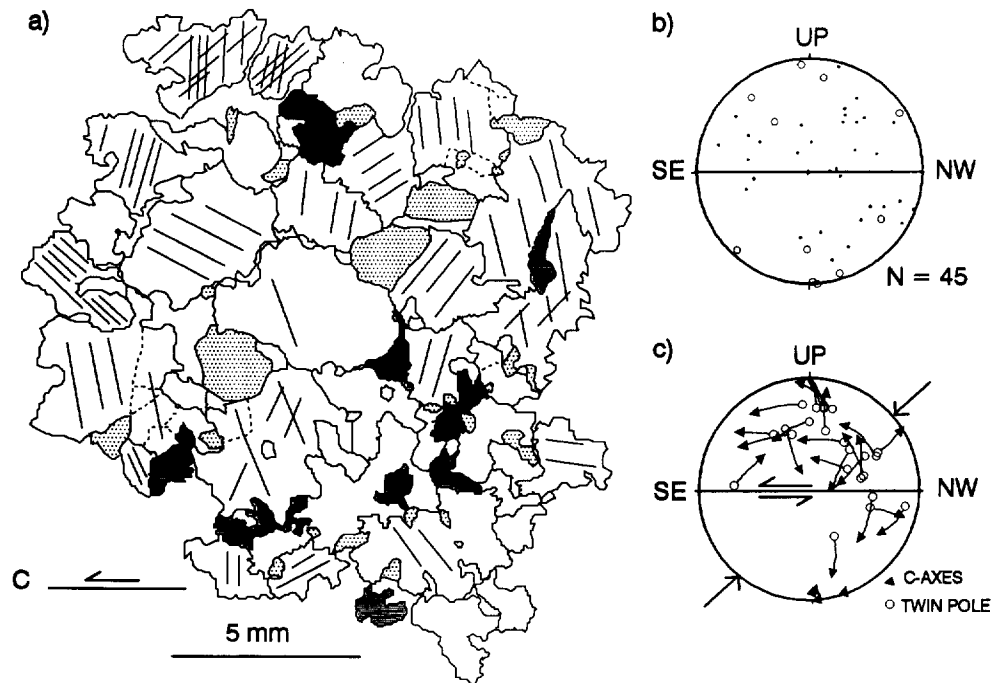 a)
C
5 mm
b)
UP
SE
NW
N = 45
c)
UP
SE
NW
C-AXES
TWIN POLE